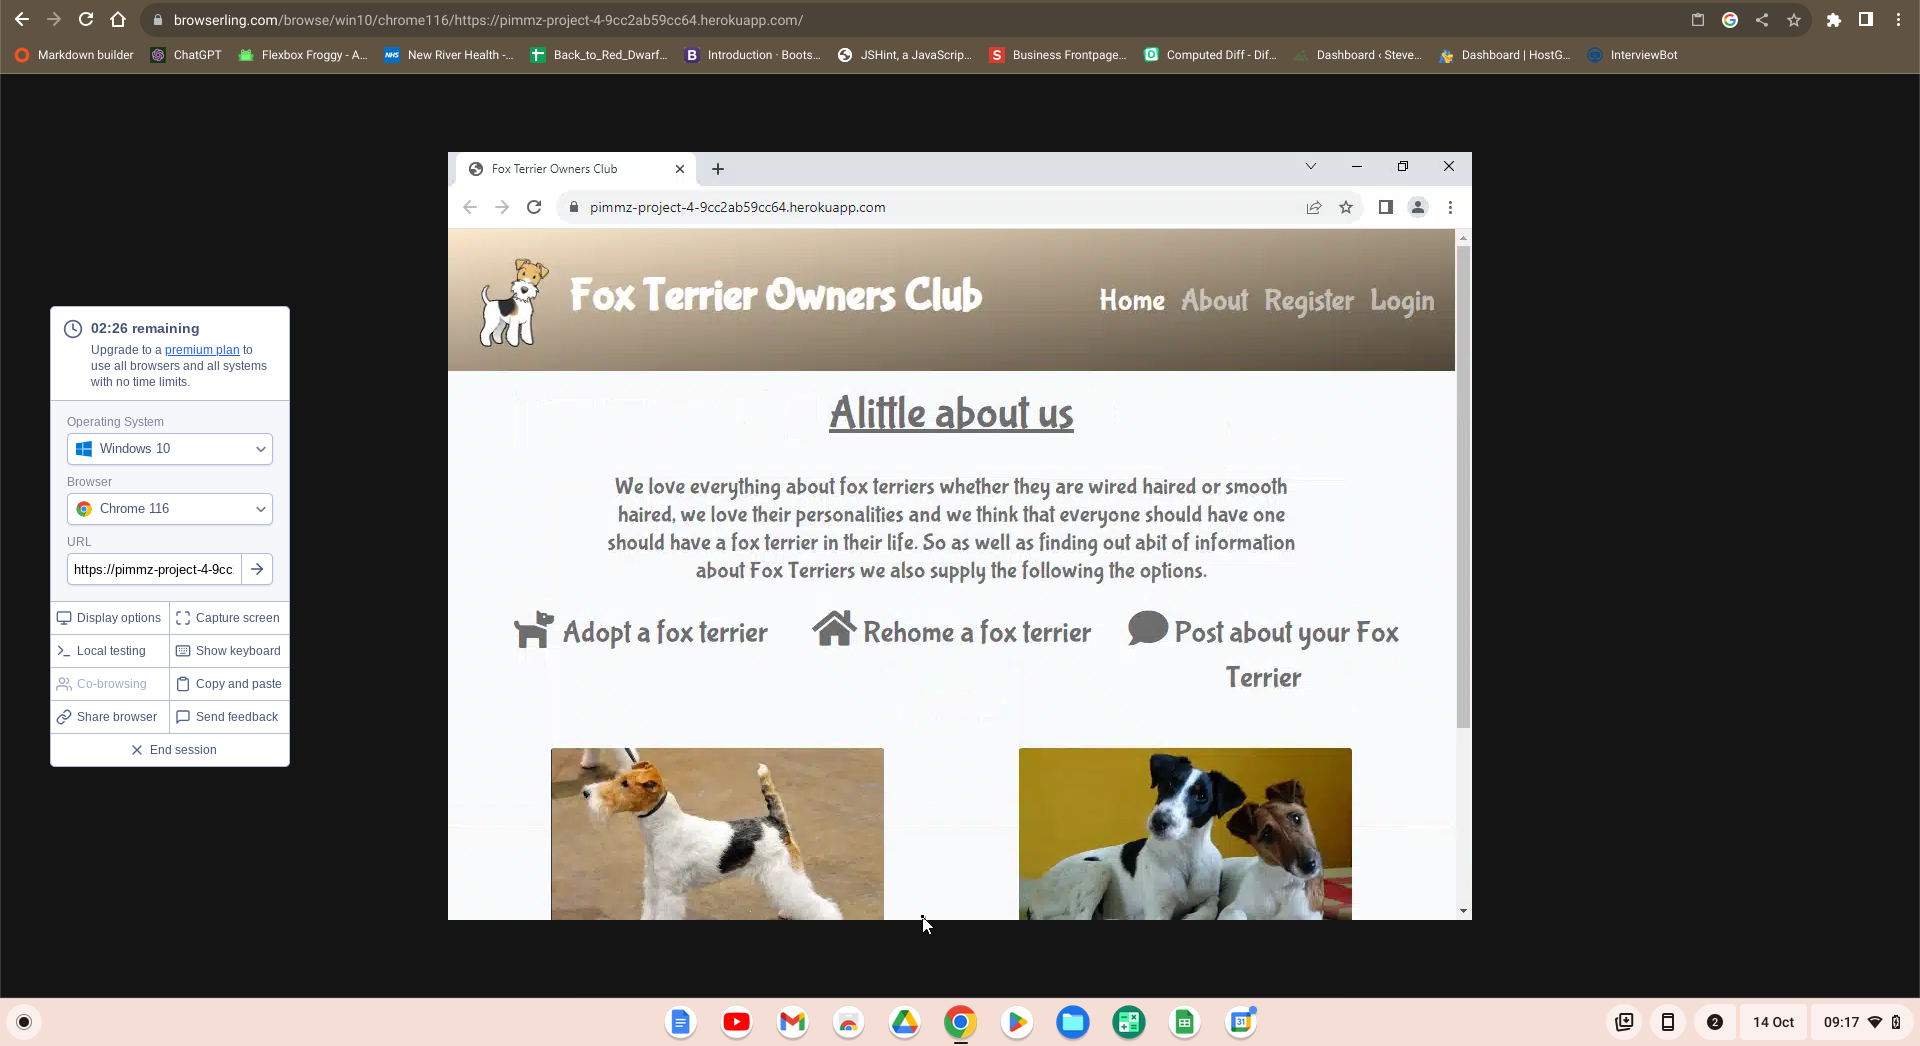 browserling.com/browse/win10/chrome116/https://pimmz-project-4-9cc2ab59cc64.herokuapp.com/
Markdown builder ChatGPT Flexbox Froggy - A... New River Health -... Back_to_Red_Dwarf... Introduction · Boots... JSHint, a JavaScrip... Business Frontpage... Computed Diff - Dif... Dashboard ‹ Steve... Dashboard | HostG... InterviewBot
Fox Terrier Owners Club
pimmz-project-4-9cc2ab59cc64.herokuapp.com
Fox Terrier Owners Club
Home About Register Login
02:26 remaining
Upgrade to a premium plan to
use all browsers and all systems
with no time limits.
Operating System
Windows 10
Browser
Chrome 116
URL
https://pimmz-project-4-9cc
Display options Capture screen
Local testing Show keyboard
Co-browsing Copy and paste
Share browser Send feedback
End session
Alittle about us
We love everything about fox terriers whether they are wired haired or smooth
haired, we love their personalities and we think that everyone should have one
should have a fox terrier in their life. So as well as finding out abit of information
about Fox Terriers we also supply the following the options.
Adopt a fox terrier Rehome a fox terrier Post about your Fox
Terrier
31
2
14 Oct
09:17